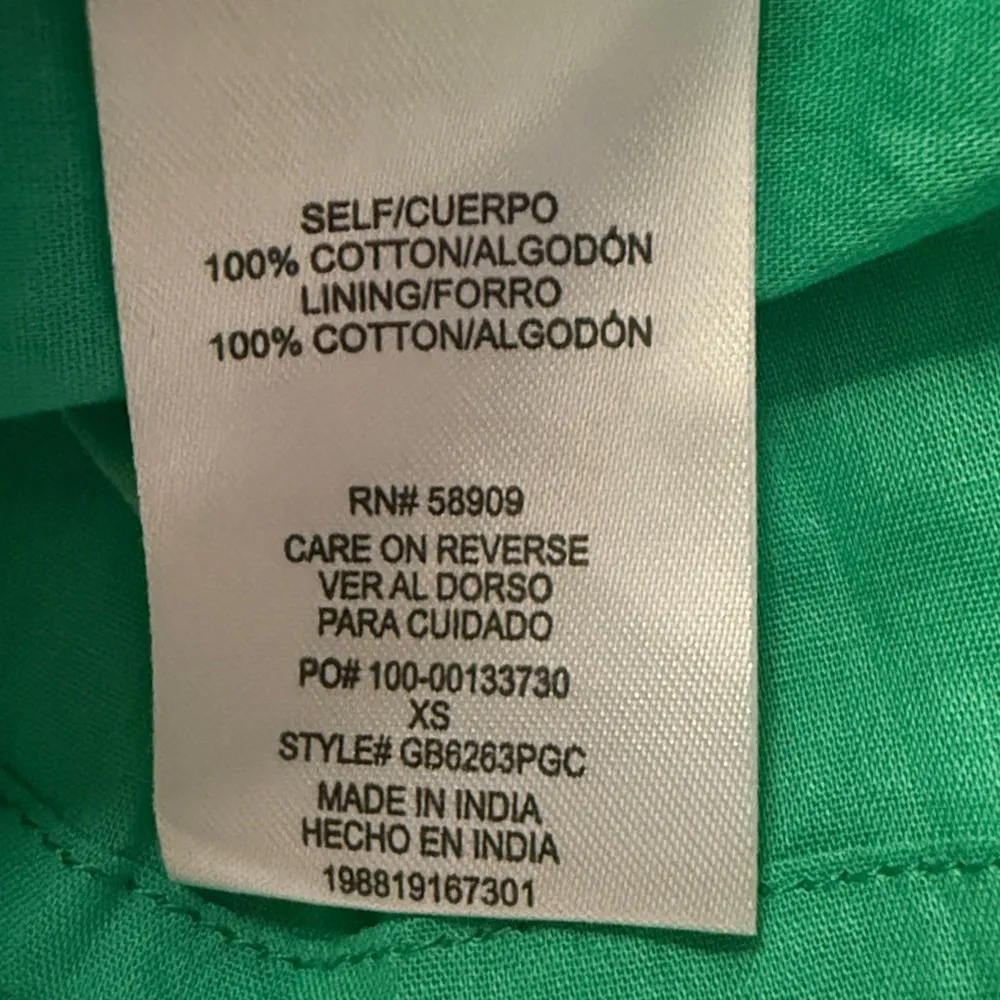 SELF/CUERPO
100% COTTON/ALGODÓN
LINING/FORRO
100% COTTON/ALGODÓN
RN# 58909
CARE ON REVERSE
VER AL DORSO
PARA CUIDADO
PO# 100-00133730
XS
STYLE# GB6263PGC
MADE IN INDIA
HECHO EN INDIA
198819167301